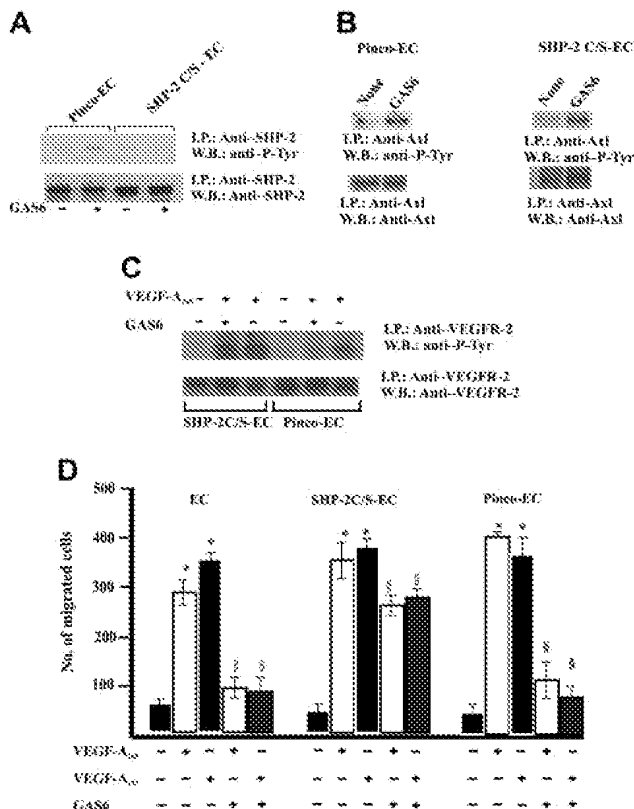 A
Pinco-EC
SHP-2 C/S - EC
I.P.: Anti-SHP-2
W.B.: anti-P-Tyr
I.P.: Anti-SHP-2
W.B.: Anti-SHP-2
GAS6 - + - +
B
Pinco-EC
SHP-2 C/S-EC
None GAS6
None GAS6
I.P.: Anti-Axl
W.B.: anti-P-Tyr
I.P.: Anti-Axl
W.B.: anti-P-Tyr
I.P.: Anti-Axl
W.B.: Anti-Axl
I.P.: Anti-Axl
W.B.: Anti-Axl
C
VEGF-A - + + - + +
GAS6
I.P.: Anti-VEGFR-2
W.B.: anti-P-Tyr
I.P.: Anti-VEGFR-2
W.B.: Anti-VEGFR-2
SHP-2C/S-EC Pinco-EC
D
EC SHP-2C/S-EC Pinco-EC
No. of migrated cells
500
400
300
200
100
VEGF-A - + - + - - + - + - - + - + -
VEGF-A - - + - + - - + - + - - + - +
GAS6 - - - + + - - - + + - - - + +